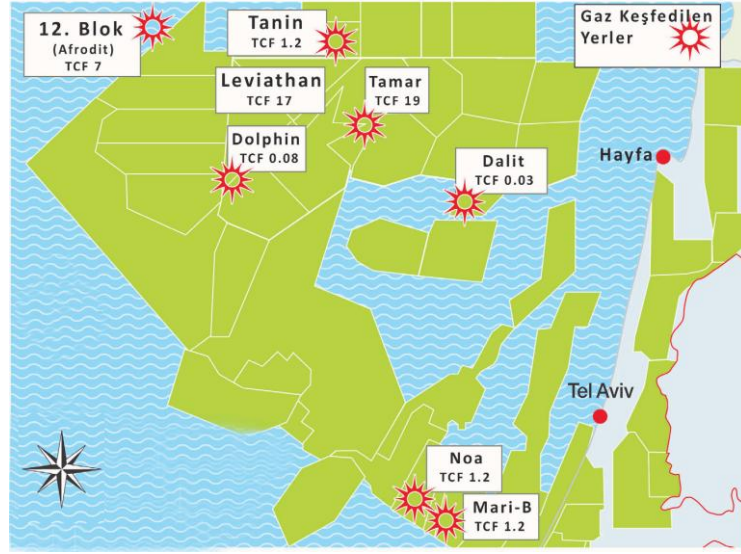 12. Blok
(Afrodit)
TCF 7
Tanin
TCF 1.2
Gaz Keşfedilen
Yerler
Leviathan
TCF 17
Tamar
TCF 19
Dolphin
TCF 0.08
Dalit
TCF 0.03
Hayfa
Tel Aviv
Noa
TCF 1.2
Mari-B
TCF 1.2